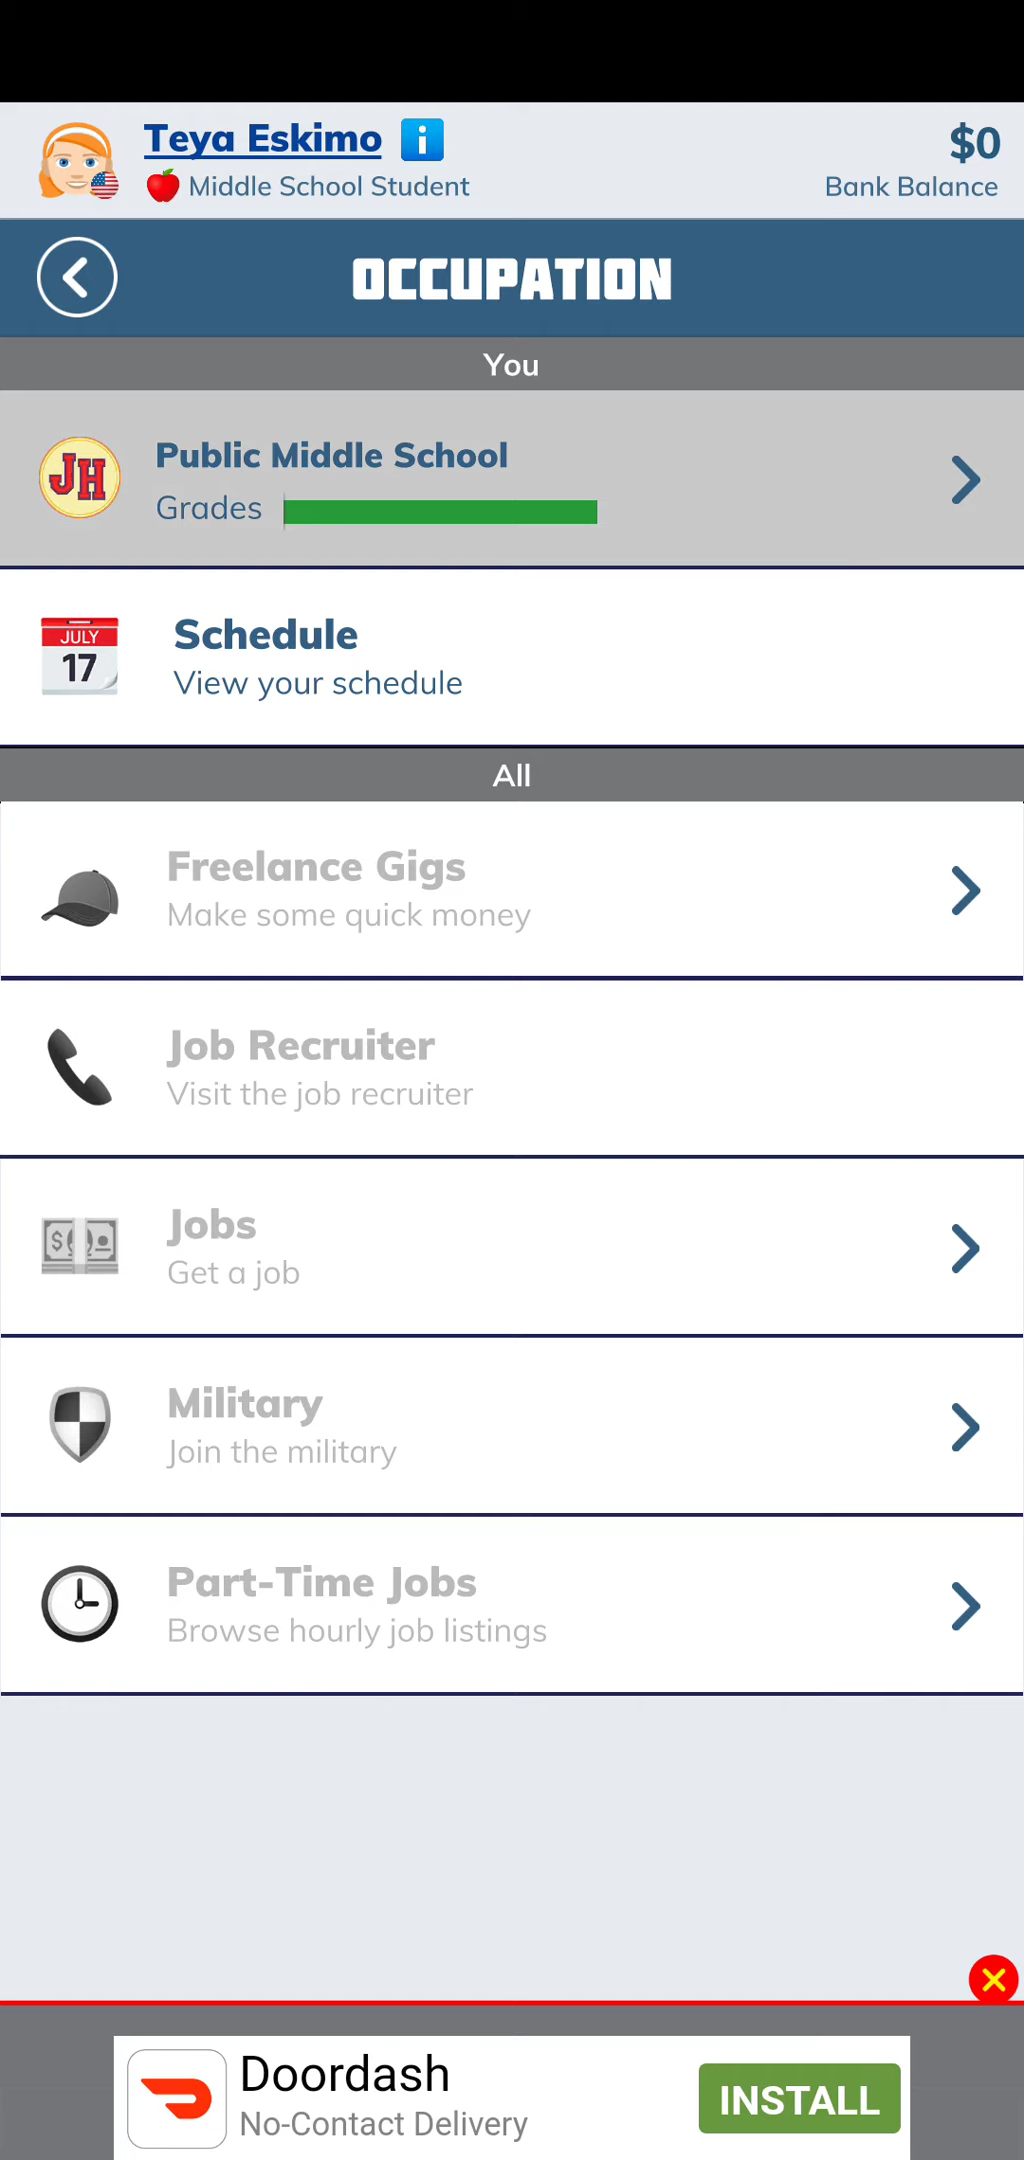 Teya Eskimo
$0
Middle School Student
Bank Balance
OCCUPATION
You
JH
Public Middle School
Grades
JULY
17
Schedule
View your schedule
All
Freelance Gigs
Make some quick money
Job Recruiter
Visit the job recruiter
Jobs
Get a job
Military
Join the military
Part-Time Jobs
Browse hourly job listings
Doordash
No-Contact Delivery
INSTALL